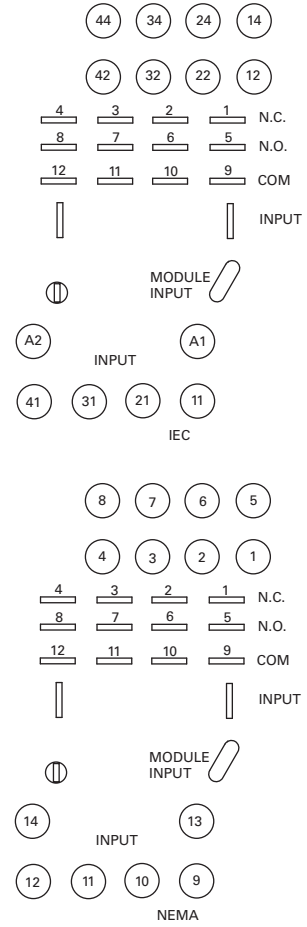 44 34 24 14
42 32 22 12
4 3 2 1 N.C.
8 7 6 5 N.O.
12 11 10 9 COM
INPUT
MODULE
INPUT
A2 A1
INPUT
41 31 21 11
IEC
8 7 6 5
4 3 2 1
4 3 2 1 N.C.
8 7 6 5 N.O.
12 11 10 9 COM
INPUT
MODULE
INPUT
14 13
INPUT
12 11 10 9
NEMA